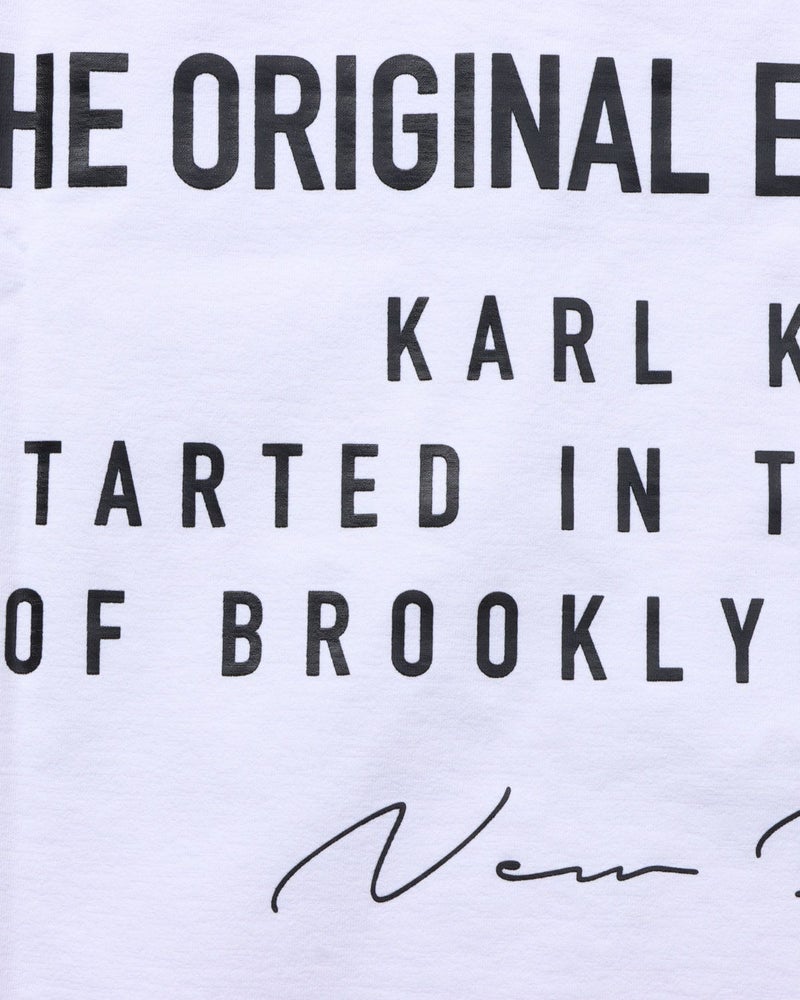 HE ORIGINAL E
KARL K
TARTED IN T
OF BROOKLY
New